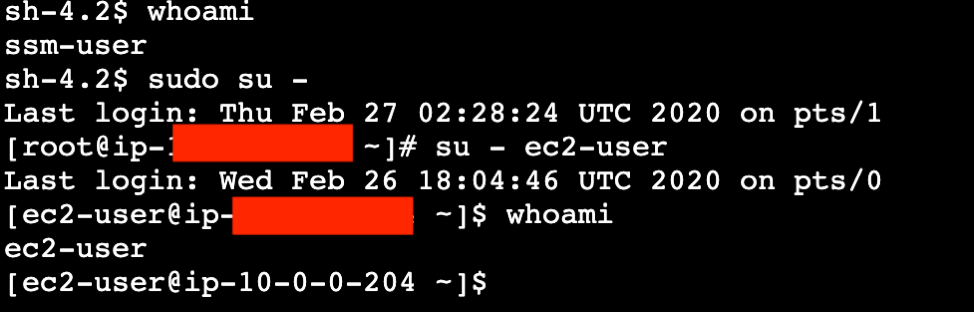 sh-4.2$ whoami
ssm-user
sh-4.2$ sudo su -
Last login: Thu Feb 27 02:28:24 UTC 2020 on pts/1
[root@ip- ~]# su - ec2-user
Last login: Wed Feb 26 18:04:46 UTC 2020 on pts/0
[ec2-user@ip- ~]$ whoami
ec2-user
[ec2-user@ip-10-0-0-204 ~]$